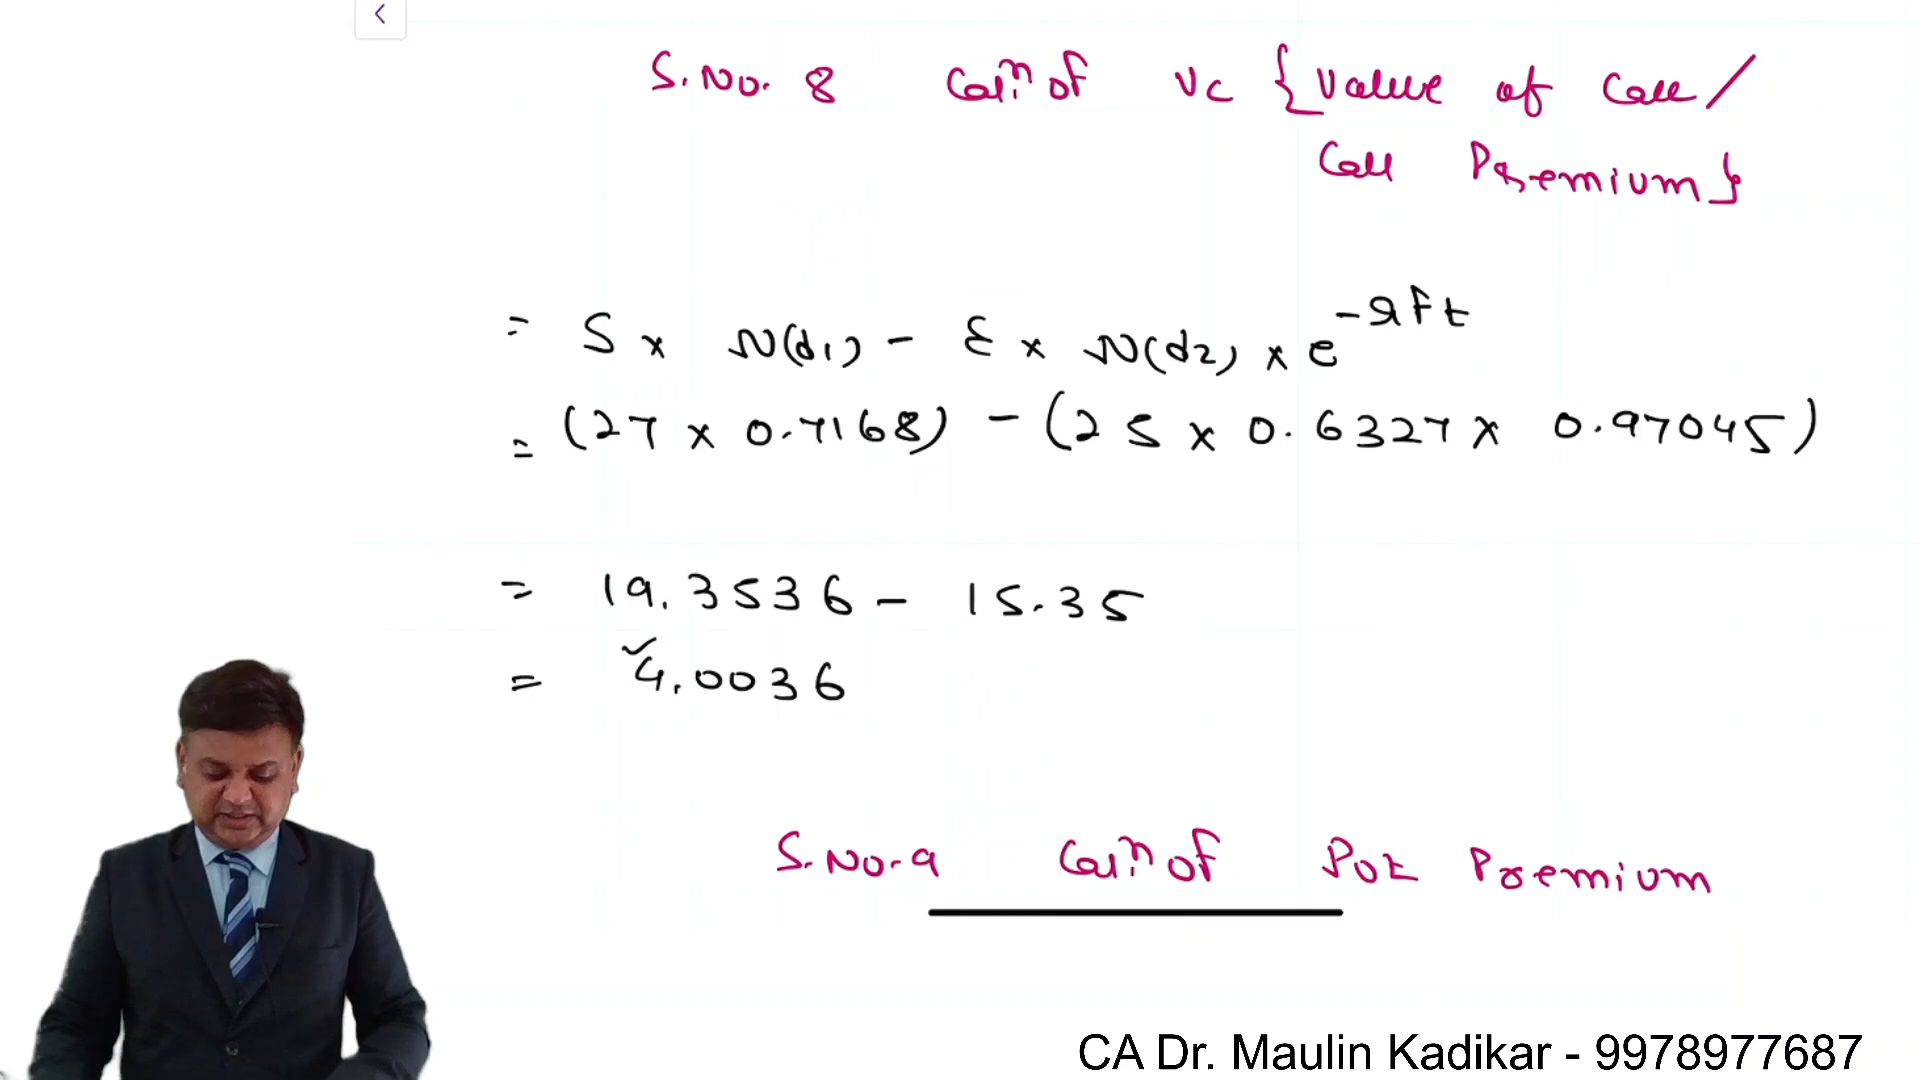 S. No. 8 Caln of Vc {Value of Call /
Call Premium}
= S x N(d1) - E x N(d2) x e^-rft
= (27 x 0.7168) - (25 x 0.6327 x 0.97045)
= 19.3536 - 15.35
= 4.0036
S. No. 9 Caln of Put Premium
CA Dr. Maulin Kadikar - 9978977687